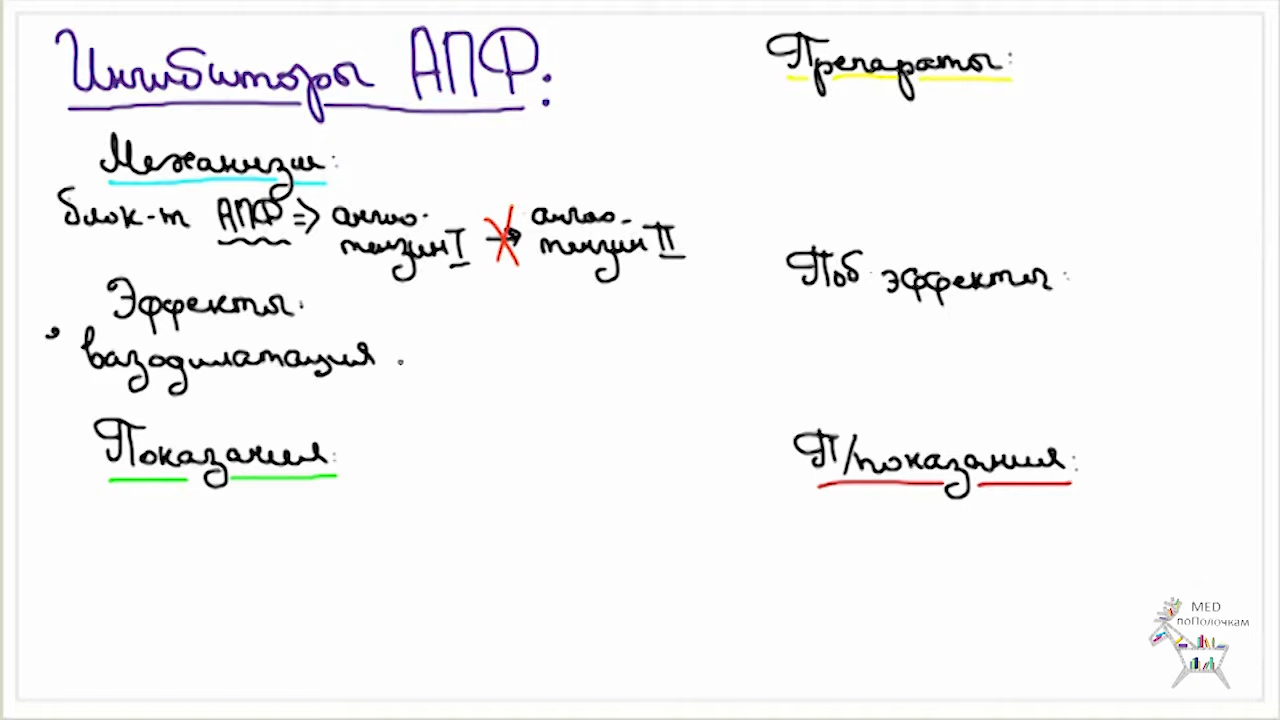 Ингибиторы АПФ:
Механизм:
блок-т АПФ => ангио-
тензин I → ангио-
тензин II
Эффекты:
вазодилатация.
Показания:
Препараты:
Поб. эффекты:
П/показания:
MED
поПолочкам